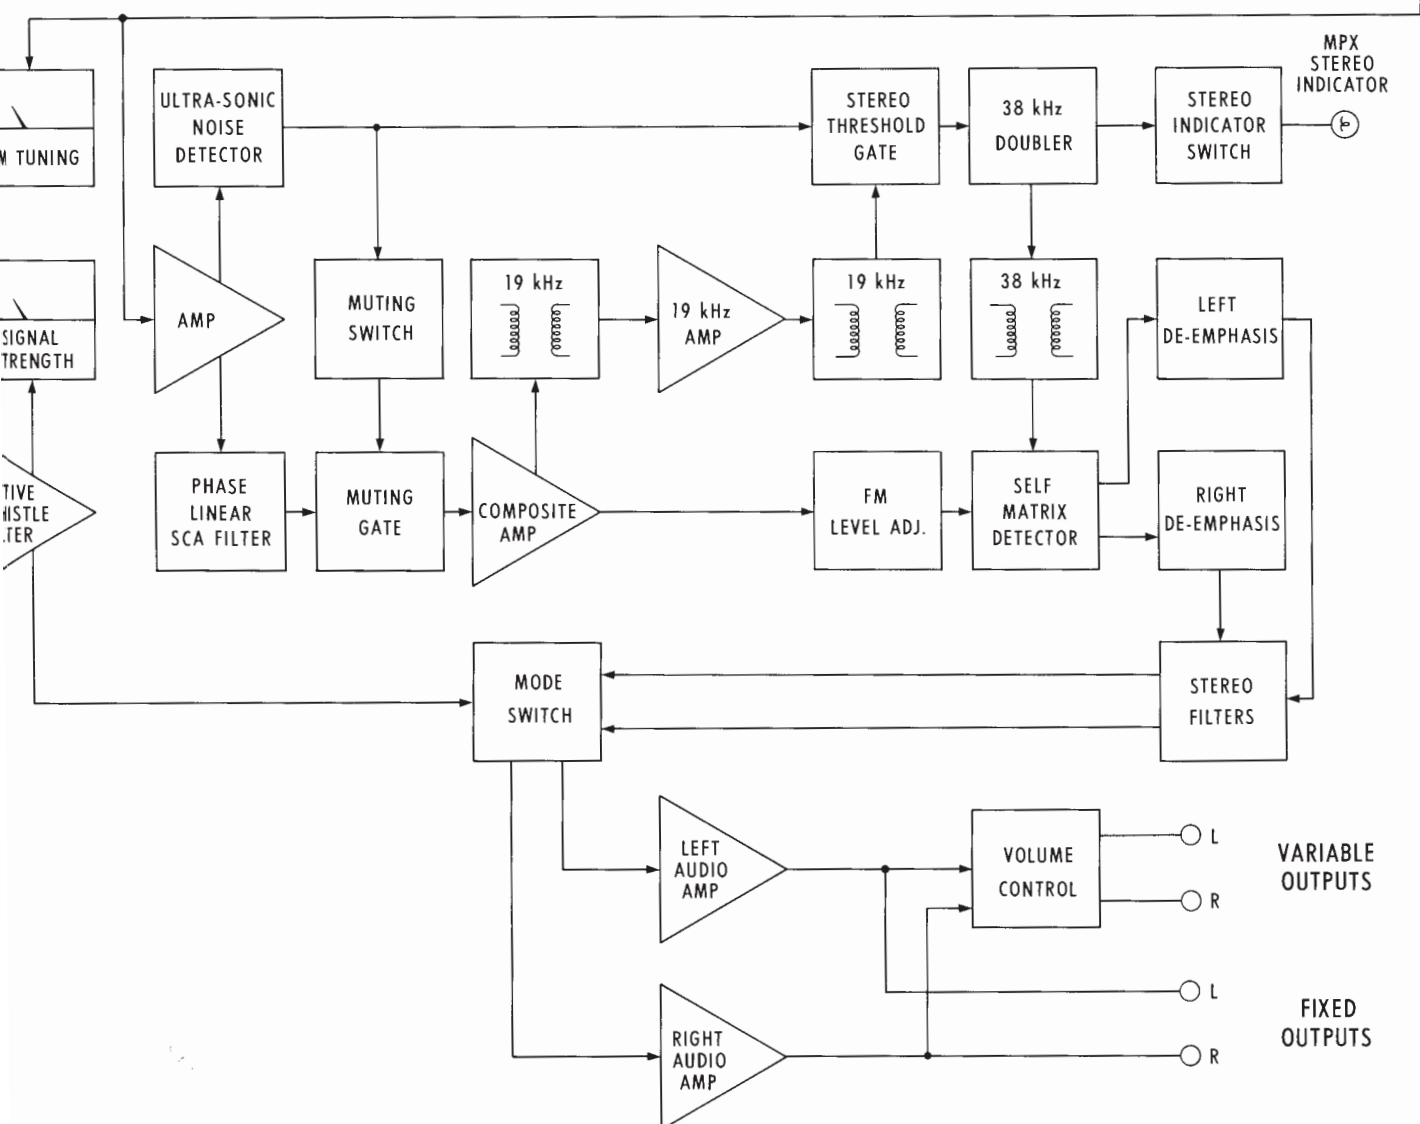 MPX
STEREO
INDICATOR
TUNING
ULTRA-SONIC
NOISE
DETECTOR
STEREO
THRESHOLD
GATE
38 kHz
DOUBLER
STEREO
INDICATOR
SWITCH
SIGNAL
TRENGTH
AMP
MUTING
SWITCH
19 kHz
19 kHz
AMP
19 kHz
38 kHz
LEFT
DE-EMPHASIS
TIVE
HISTLE
LTER
PHASE
LINEAR
SCA FILTER
MUTING
GATE
COMPOSITE
AMP
FM
LEVEL ADJ.
SELF
MATRIX
DETECTOR
RIGHT
DE-EMPHASIS
MODE
SWITCH
STEREO
FILTERS
LEFT
AUDIO
AMP
VOLUME
CONTROL
L
R
VARIABLE
OUTPUTS
RIGHT
AUDIO
AMP
L
R
FIXED
OUTPUTS